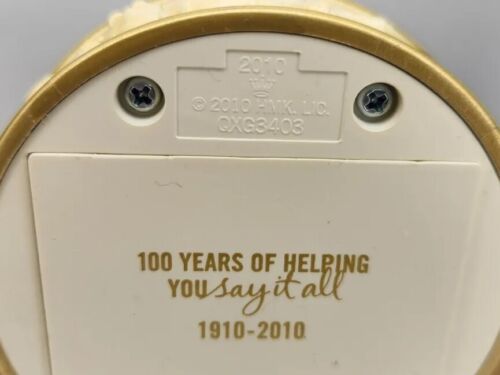 2010
© 2010 HMK. LIC.
QXG3403
100 YEARS OF HELPING
YOU say it all
1910-2010